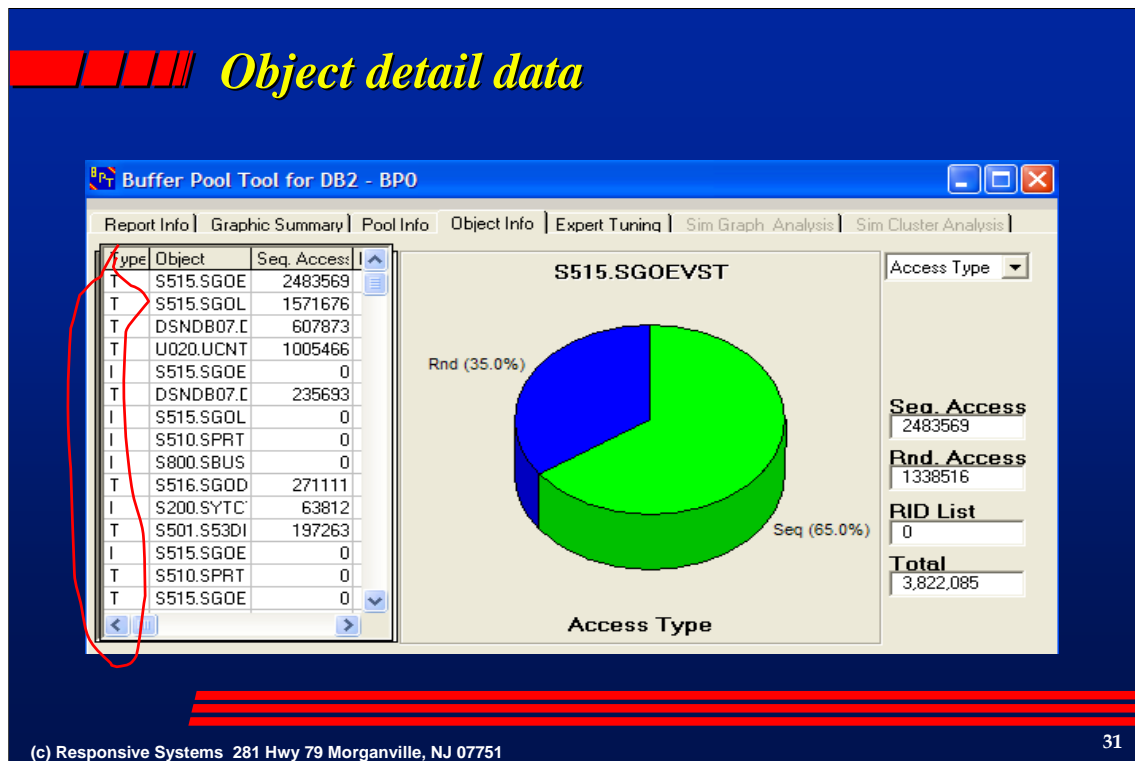 Object detail data
BPT Buffer Pool Tool for DB2 - BP0
Report Info Graphic Summary Pool Info Object Info Expert Tuning Sim Graph Analysis Sim Cluster Analysis
Type Object Seq. Access
T S515.SGOE 2483569
T S515.SGOL 1571676
T DSNDB07.D 607873
T U020.UCNT 1005466
I S515.SGOE 0
T DSNDB07.D 235693
I S515.SGOL 0
I S510.SPRT 0
I S800.SBUS 0
T S516.SGOD 271111
I S200.SYTC 63812
T S501.S53DI 197263
I S515.SGOE 0
T S510.SPRT 0
T S515.SGOE 0
S515.SGOEVST
Rnd (35.0%)
Seq (65.0%)
Access Type
Access Type
Seq. Access
2483569
Rnd. Access
1338516
RID List
0
Total
3,822,085
(c) Responsive Systems 281 Hwy 79 Morganville, NJ 07751
31